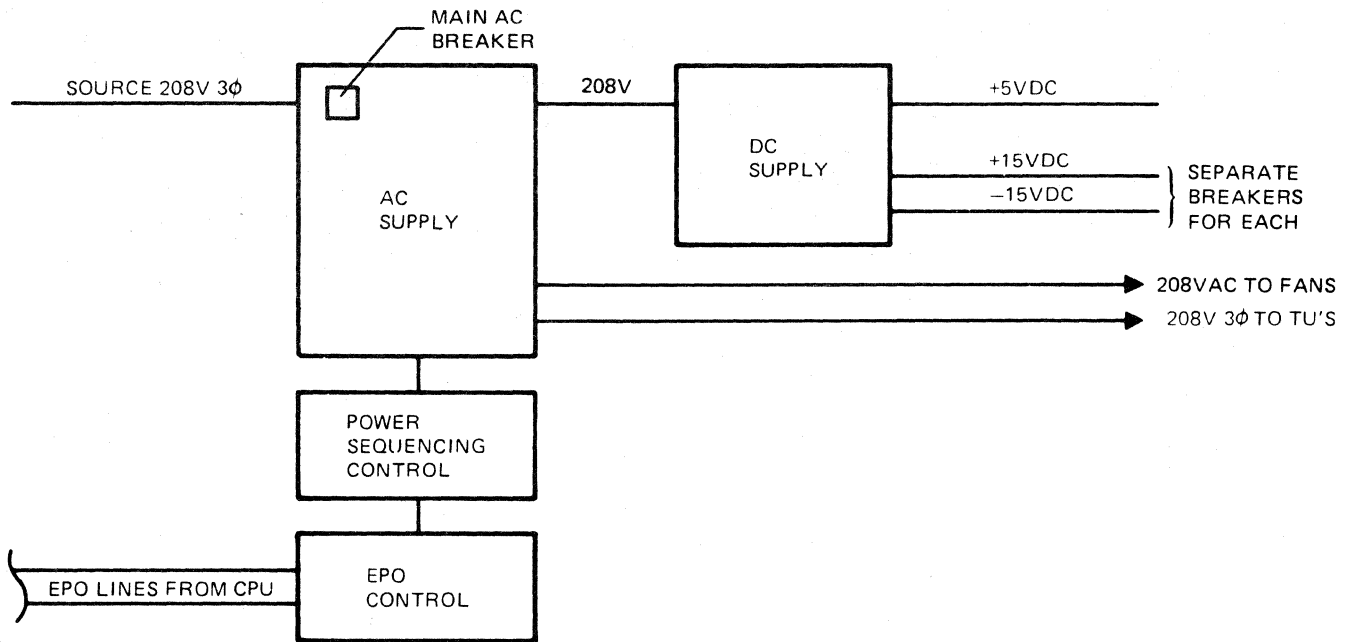 MAIN AC
BREAKER
SOURCE 208V 3ϕ
208V
+5VDC
AC
SUPPLY
DC
SUPPLY
+15VDC
−15VDC
SEPARATE
BREAKERS
FOR EACH
208VAC TO FANS
208V 3ϕ TO TU'S
POWER
SEQUENCING
CONTROL
EPO LINES FROM CPU
EPO
CONTROL